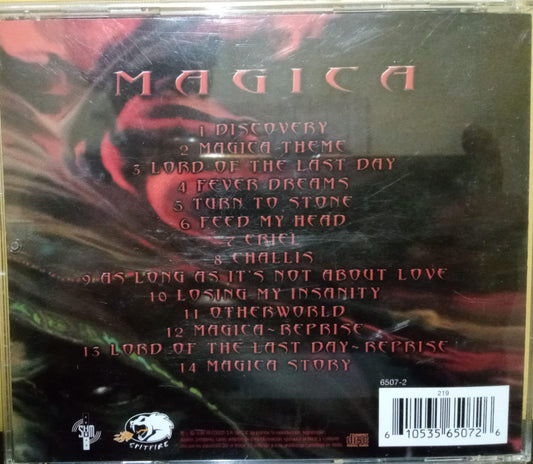 MAGICA
1 DISCOVERY
2 MAGICA THEME
3 LORD OF THE LAST DAY
4 FEVER DREAMS
5 TURN TO STONE
6 FEED MY HEAD
7 ERIEL
8 CHALLIS
9 AS LONG AS IT'S NOT ABOUT LOVE
10 LOSING MY INSANITY
11 OTHERWORLD
12 MAGICA~REPRISE
13 LORD OF THE LAST DAY~REPRISE
14 MAGICA STORY
6507-2
219
6 10535 65072 6
SPITFIRE